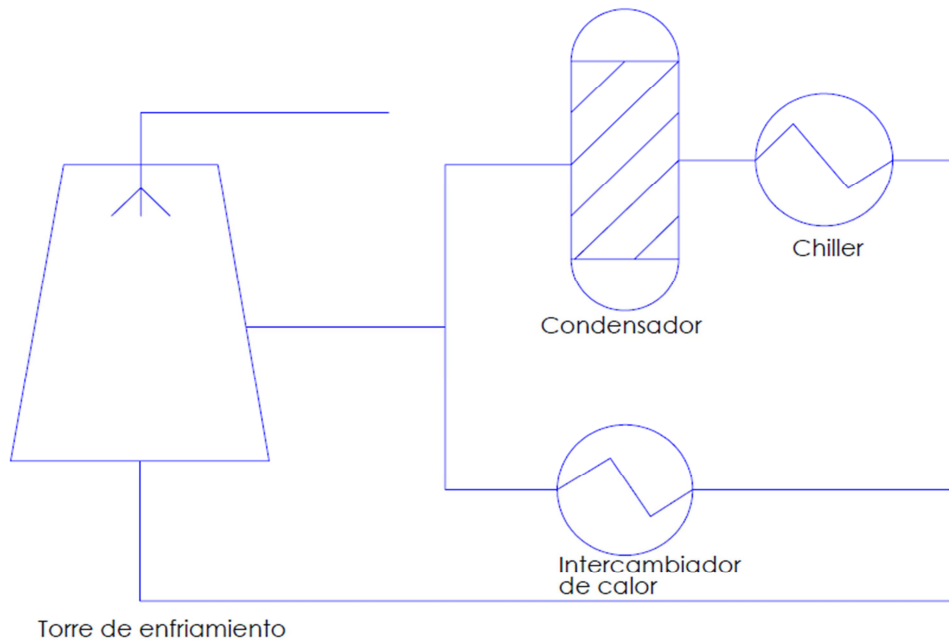 Chiller
Condensador
Intercambiador
de calor
Torre de enfriamiento